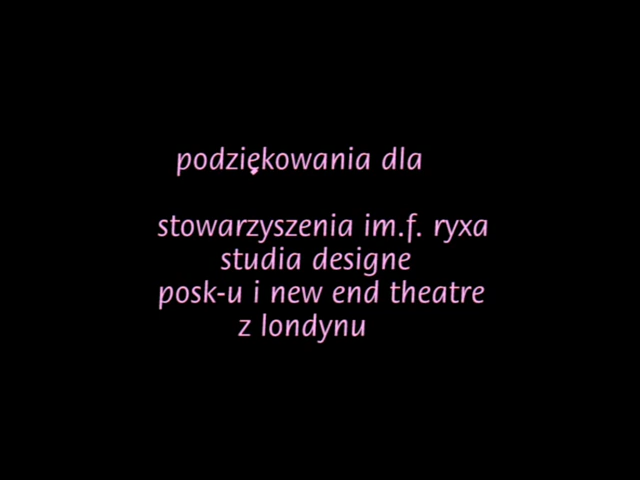 podziękowania dla
stowarzyszenia im.f. ryxa
studia designe
posk-u i new end theatre
z londynu